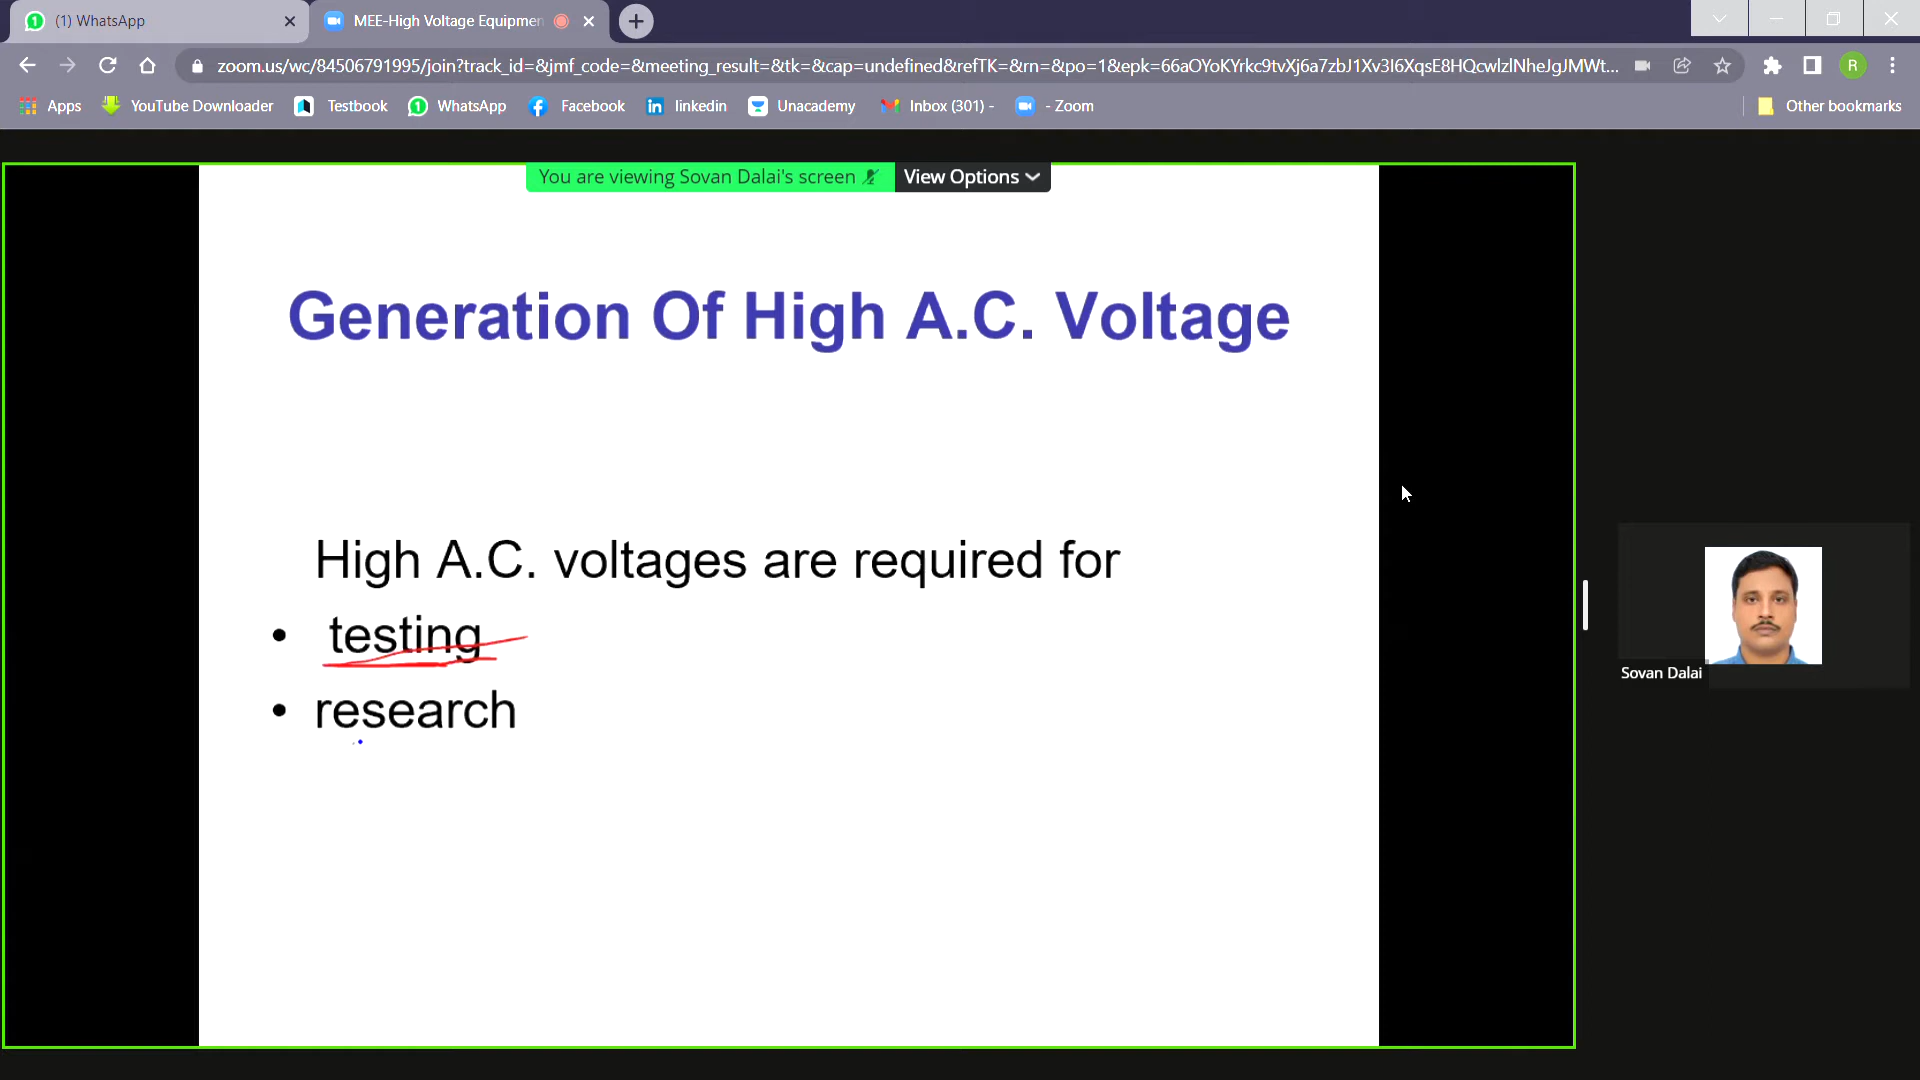 (1) WhatsApp
MEE-High Voltage Equipmen
zoom.us/wc/84506791995/join?track_id=&jmf_code=&meeting_result=&tk=&cap=undefined&refTK=&rn=&po=1&epk=66aOYoKYrkc9tvXj6a7zbJ1Xv3I6XqsE8HQcwlzlNheJgJMWt...
R
Apps YouTube Downloader Testbook WhatsApp Facebook linkedin Unacademy Inbox (301) - - Zoom Other bookmarks
You are viewing Sovan Dalai's screen View Options
Generation Of High A.C. Voltage
High A.C. voltages are required for
• testing
• research
Sovan Dalai